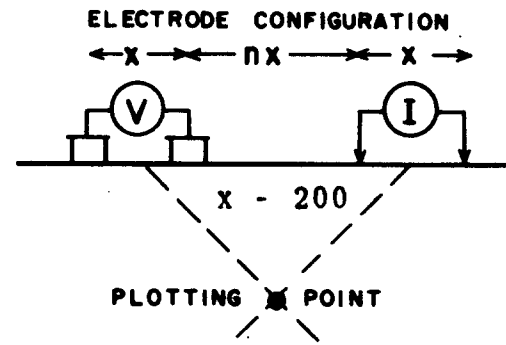 ELECTRODE CONFIGURATION
x nx x
V I
x - 200
PLOTTING POINT